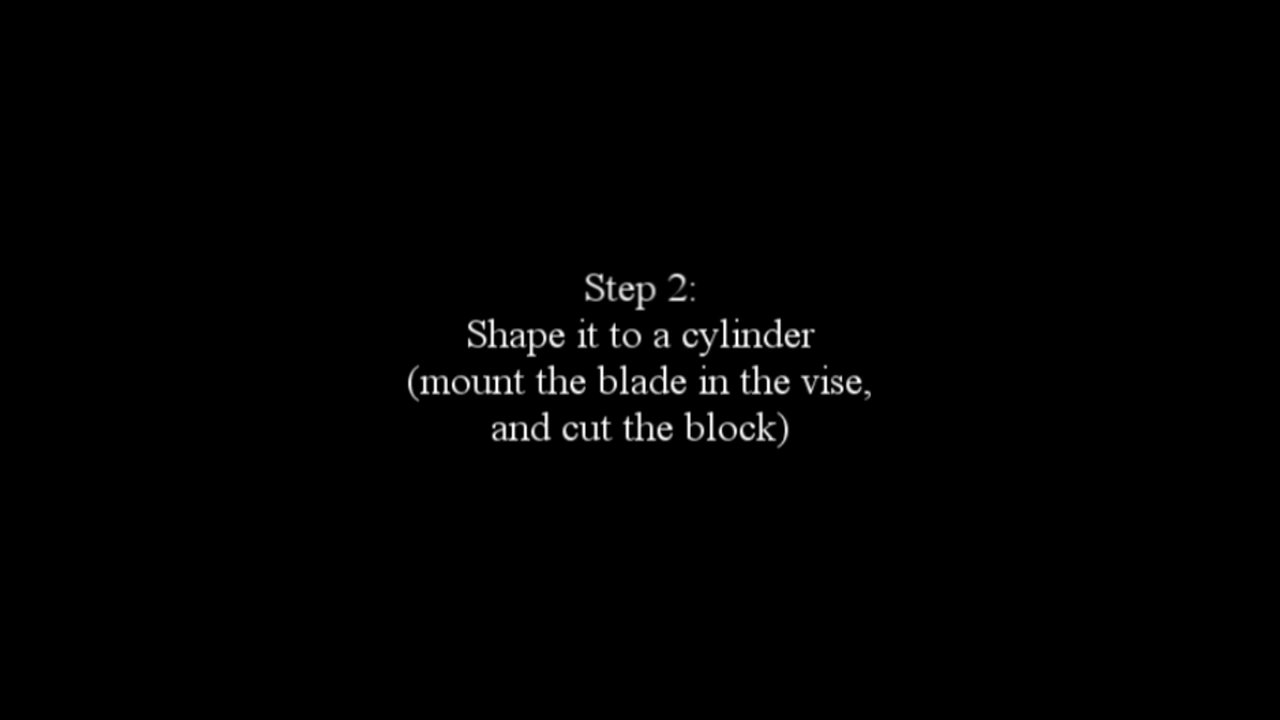 Step 2:
Shape it to a cylinder
(mount the blade in the vise,
and cut the block)